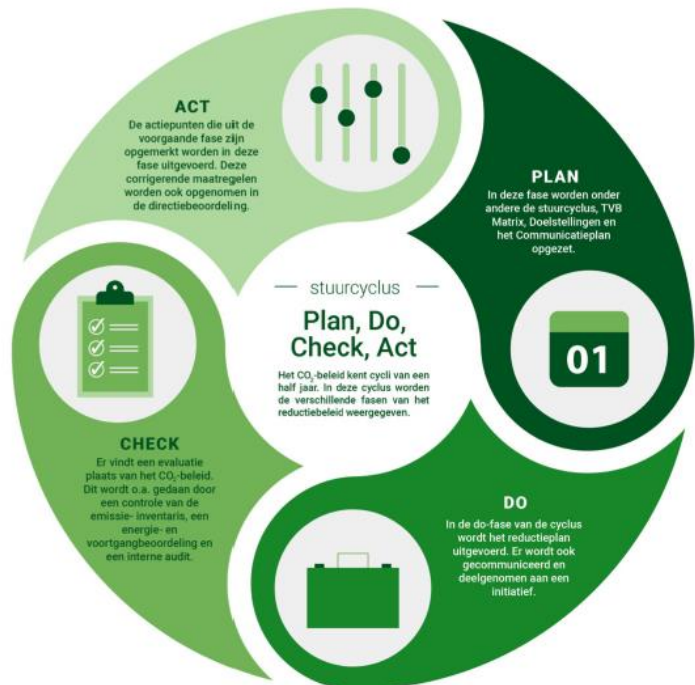 stuurcyclus
Plan, Do,
Check, Act
Het CO₂-beleid kent cycli van een
half jaar. In deze cyclus worden
de verschillende fasen van het
reductiebeleid weergegeven.
PLAN
In deze fase worden onder
andere de stuurcyclus, TVB
Matrix, Doelstellingen en
het Communicatieplan
opgezet.
01
DO
In de do-fase van de cyclus
wordt het reductieplan
uitgevoerd. Er wordt ook
gecommuniceerd en
deelgenomen aan een
initiatief.
CHECK
Er vindt een evaluatie
plaats van het CO₂-beleid.
Dit wordt o.a. gedaan door
een controle van de
emissie- inventaris, een
energie- en
voortgangbeoordeling en
een interne audit.
ACT
De actiepunten die uit de
voorgaande fase zijn
opgemerkt worden in deze
fase uitgevoerd. Deze
corrigerende maatregelen
worden ook opgenomen in
de directiebeoordeling.